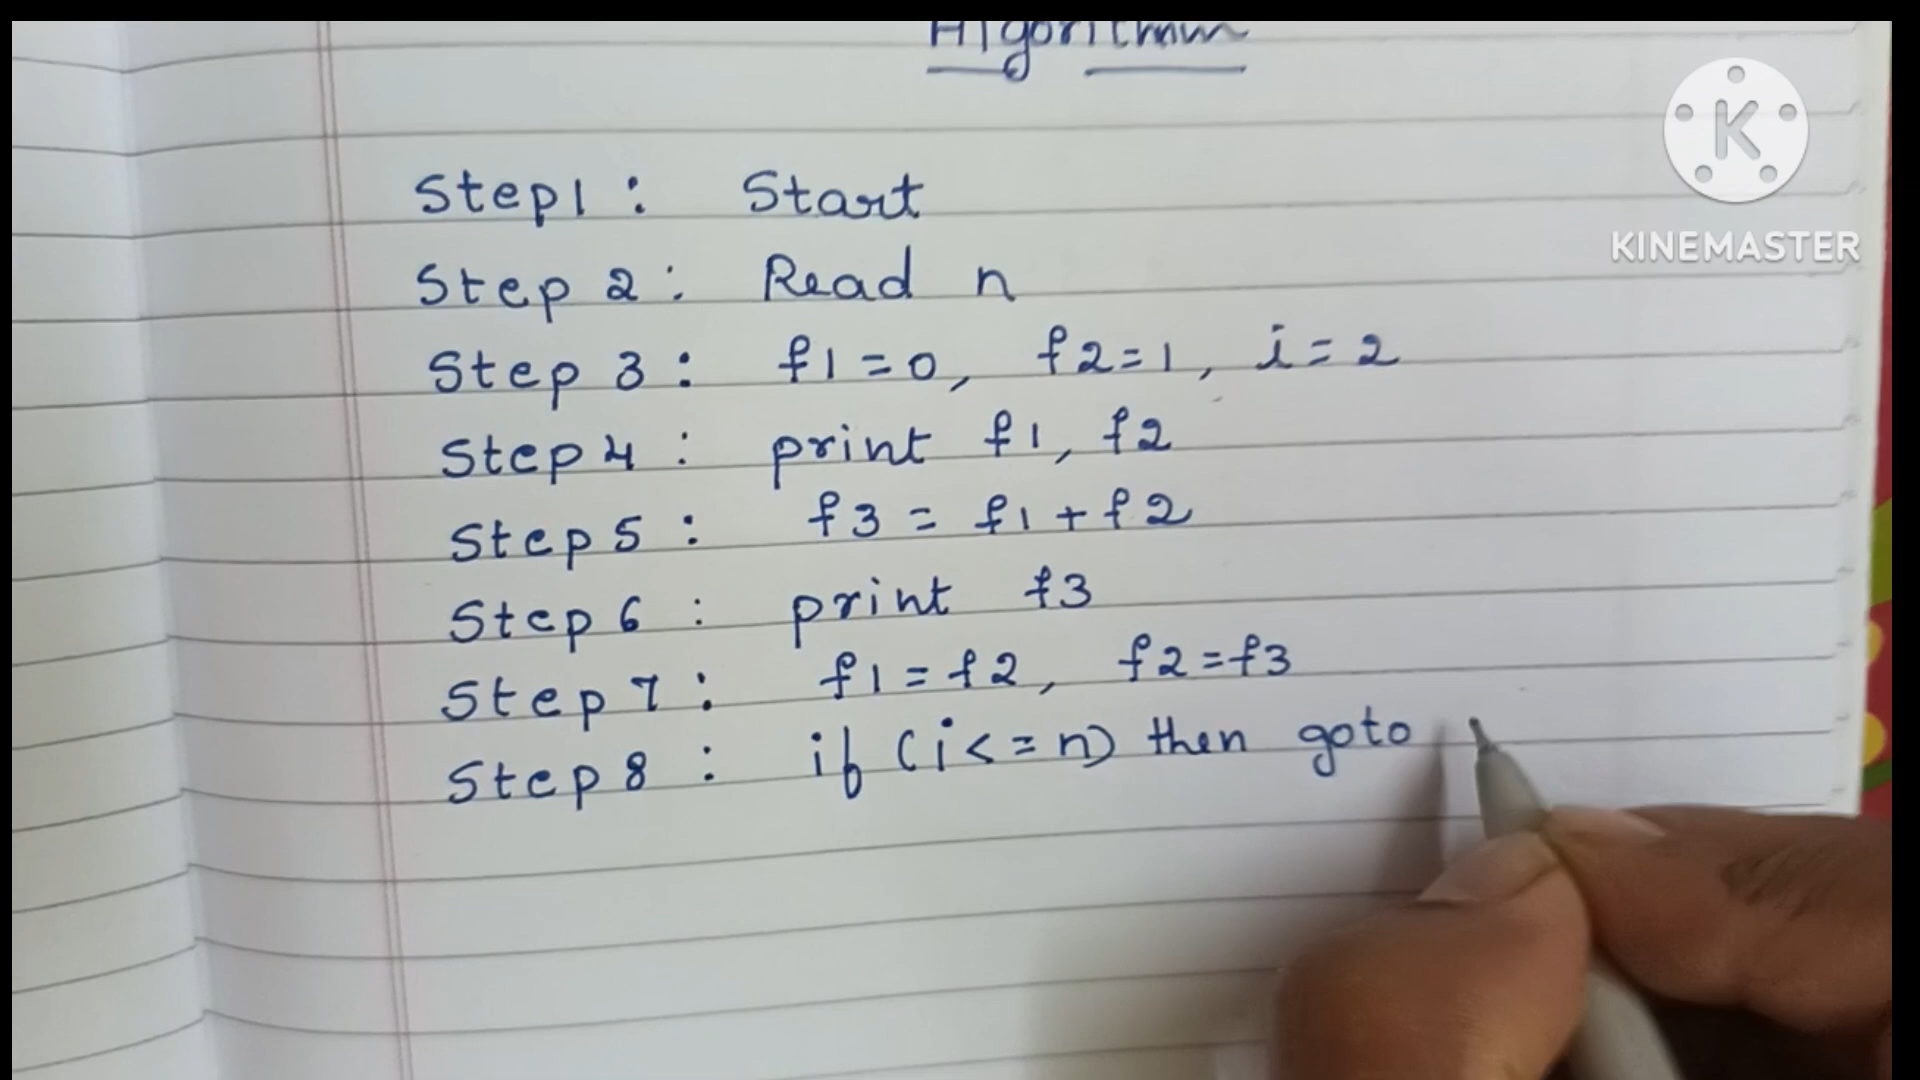 Algorithm
K
KINEMASTER
Step1 : Start
Step 2 : Read n
Step 3 : f1=0, f2=1, i=2
Step4 : print f1, f2
Step5 : f3 = f1+f2
Step6 : print f3
Step7 : f1=f2, f2=f3
Step8 : if (i<=n) then goto